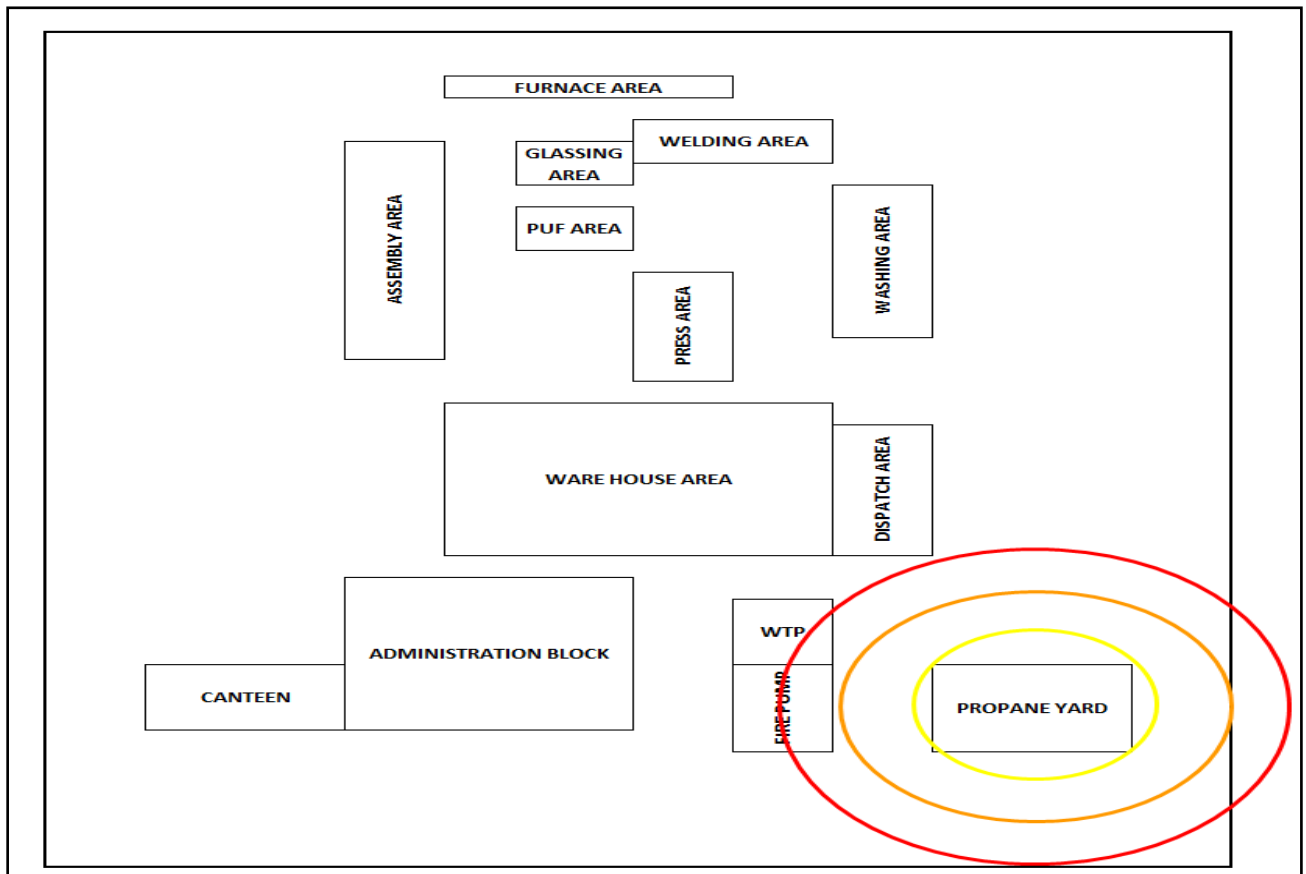 FURNACE AREA
WELDING AREA
GLASSING
AREA
ASSEMBLY AREA
PUF AREA
WASHING AREA
PRESS AREA
WARE HOUSE AREA
DISPATCH AREA
WTP
ADMINISTRATION BLOCK
CANTEEN
FIRE PUMP
PROPANE YARD